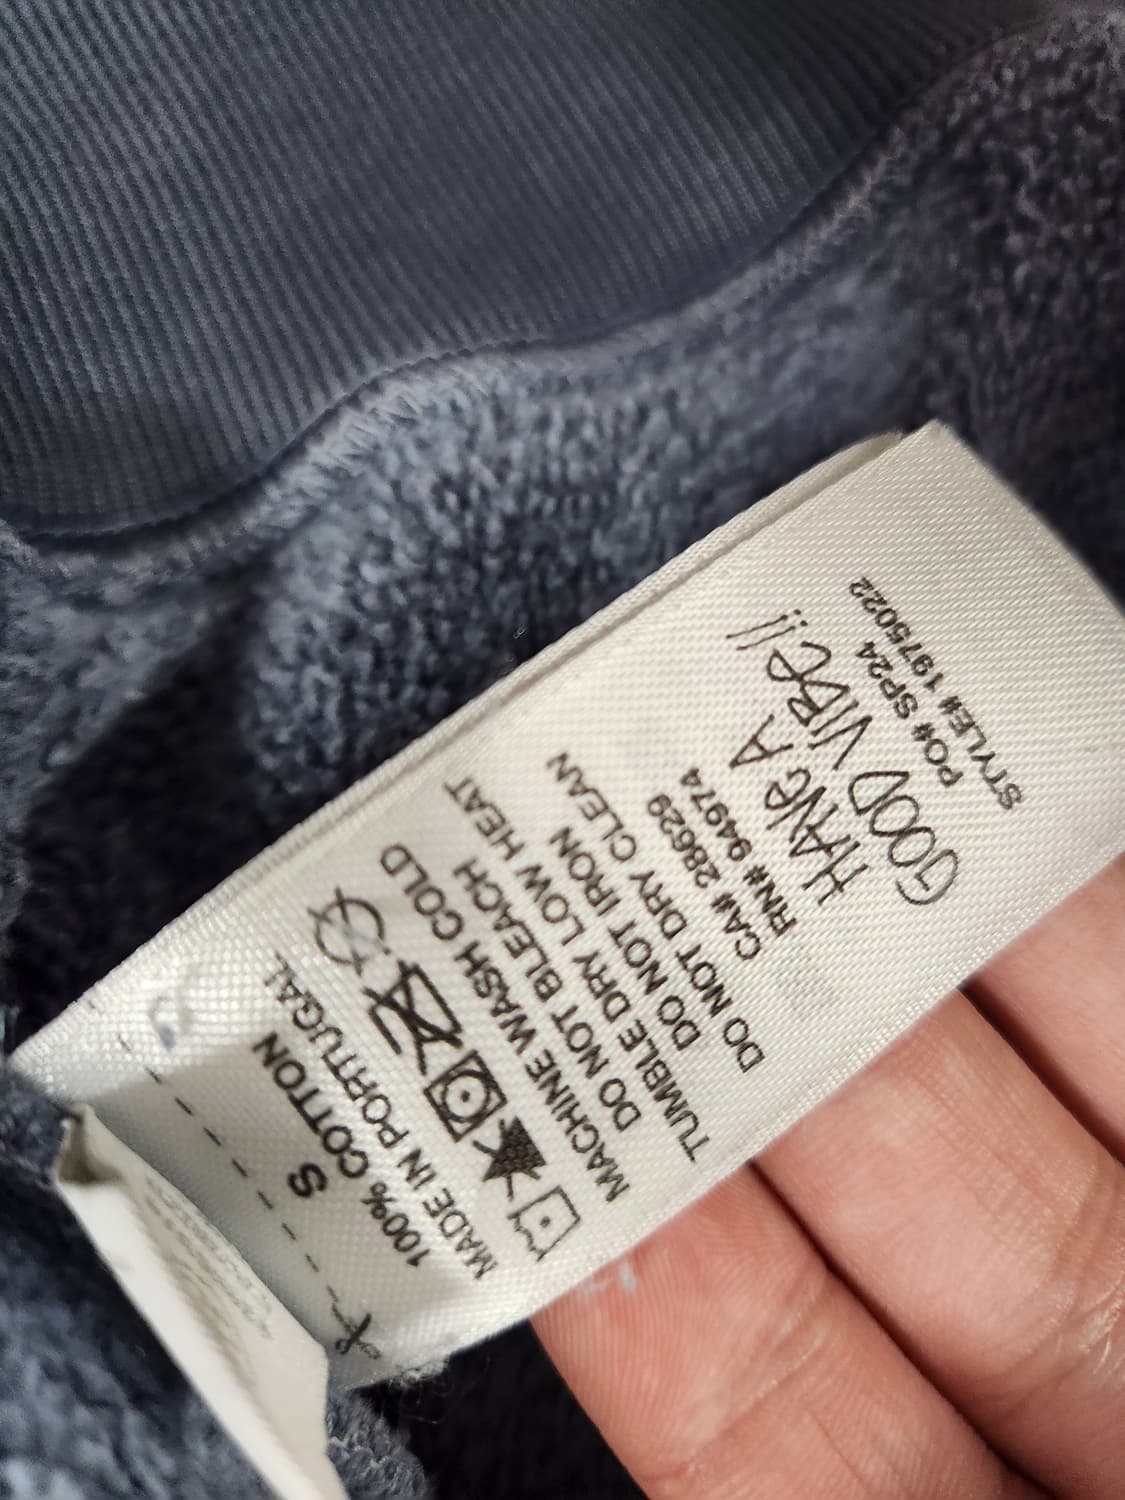 S
100% COTTON
MADE IN PORTUGAL
MACHINE WASH COLD
DO NOT BLEACH
TUMBLE DRY LOW HEAT
DO NOT IRON
DO NOT DRY CLEAN
CA# 28629
RN# 94974
HANG A
GOOD VIBE!!
PO# SP24
STYLE# 1975022